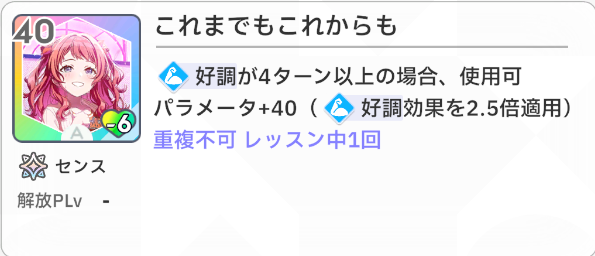 40
これまでもこれからも
好調が4ターン以上の場合、使用可
パラメータ+40（好調効果を2.5倍適用）
重複不可 レッスン中1回
-6
A
センス
解放PLv -